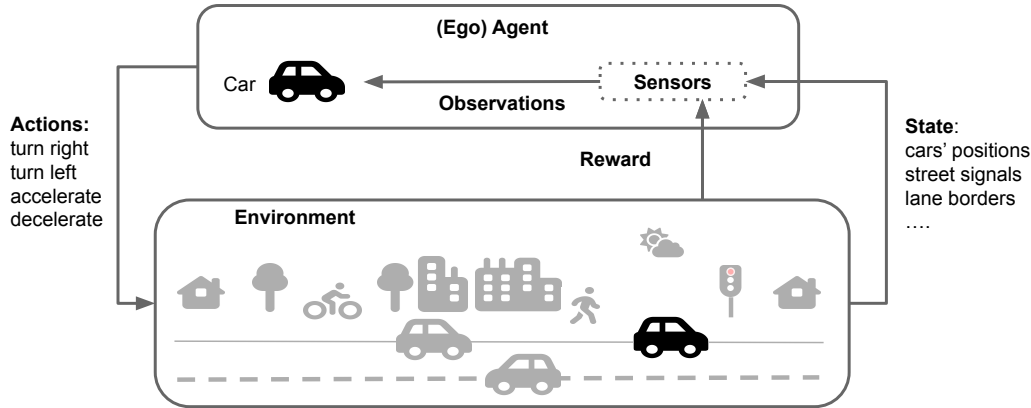 (Ego) Agent
Car
Sensors
Observations
Actions:
turn right
turn left
accelerate
decelerate
Reward
State:
cars' positions
street signals
lane borders
....
Environment